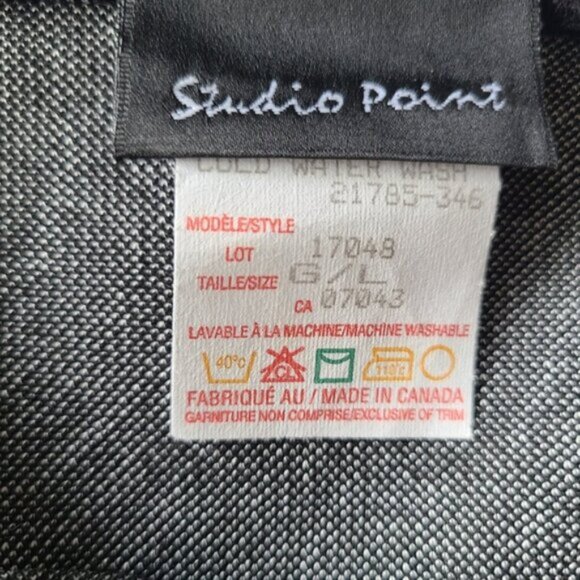 Studio Point
COLD WATER WASH
21785-346
MODÈLE/STYLE
LOT 17048
TAILLE/SIZE G/L
CA 07043
LAVABLE À LA MACHINE/MACHINE WASHABLE
40°C CL 110°
FABRIQUÉ AU / MADE IN CANADA
GARNITURE NON COMPRISE/EXCLUSIVE OF TRIM